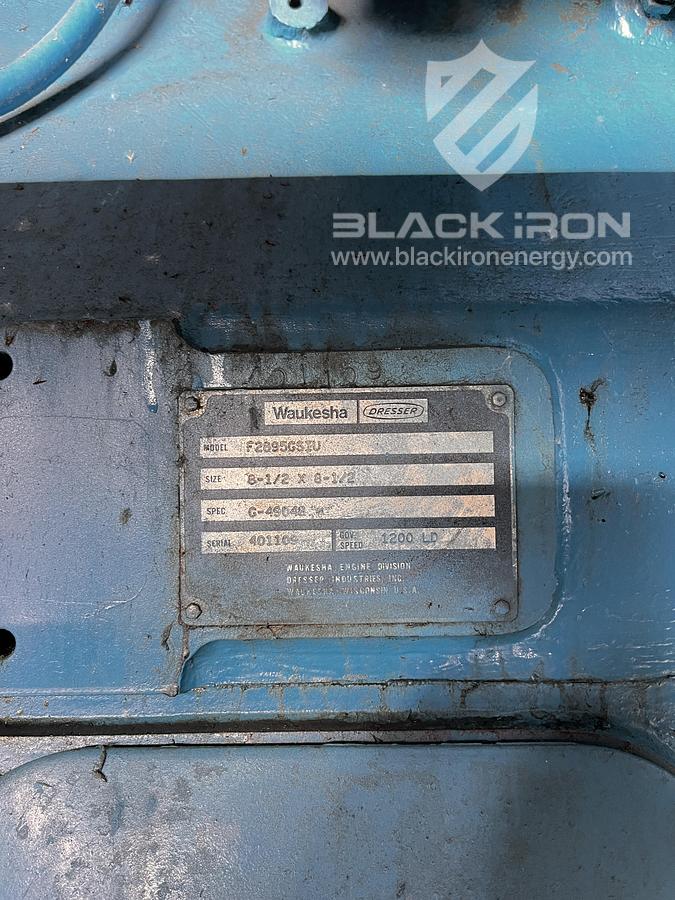 BLACK iRON
www.blackironenergy.com
Waukesha DRESSER
MODEL F2895GSIU
SIZE 8-1/2 X 8-1/2
SPEC G-49048
SERIAL 401109 GOV. SPEED 1200 LD
WAUKESHA ENGINE DIVISION
DRESSER INDUSTRIES, INC.
WAUKESHA, WISCONSIN U.S.A.